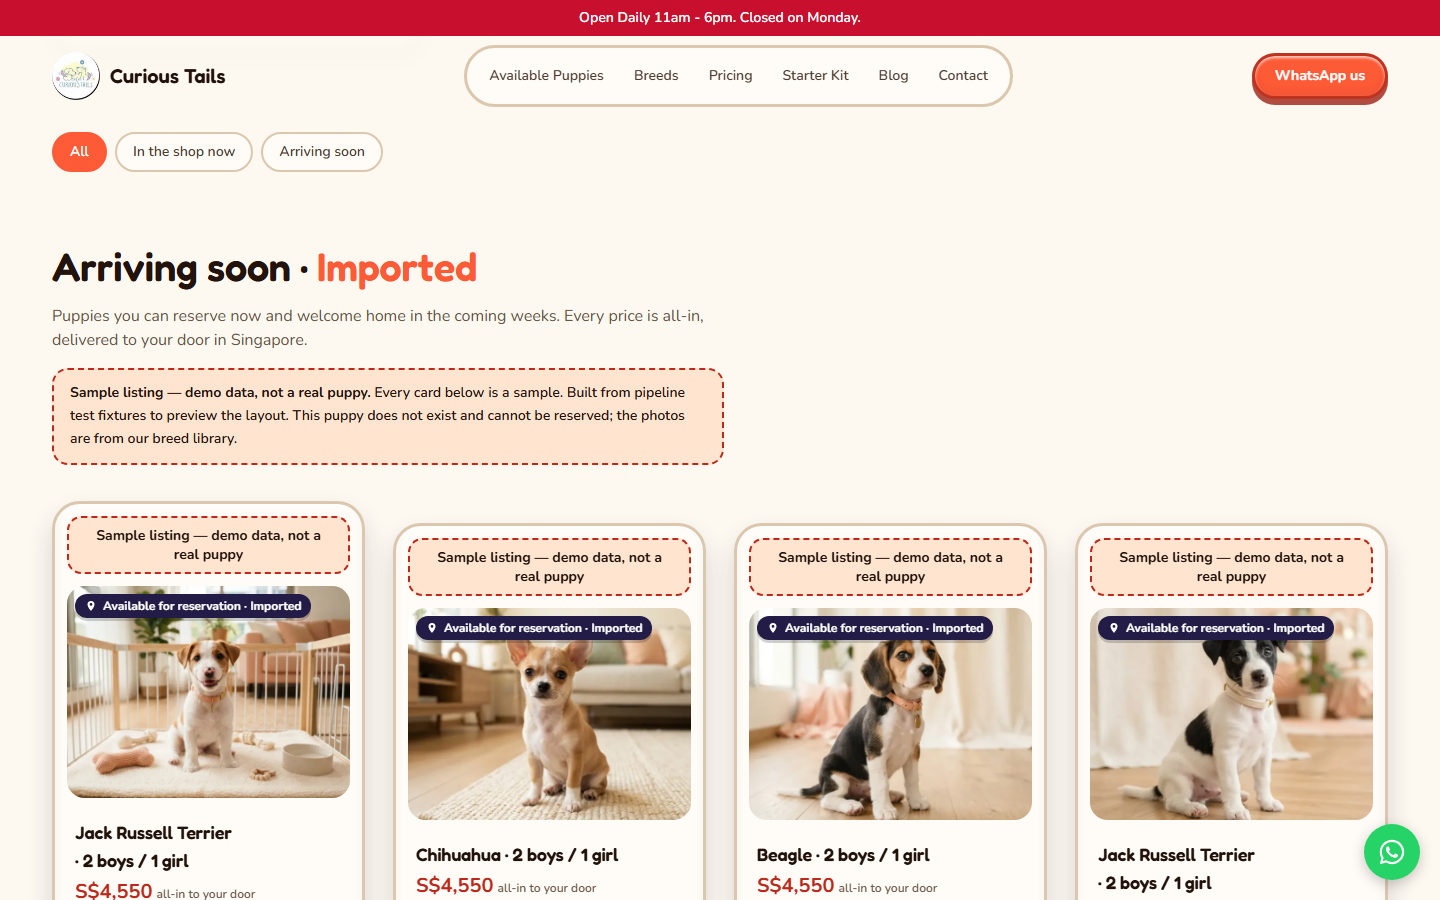 Open Daily 11am - 6pm. Closed on Monday.
Curious Tails
Available Puppies
Breeds
Pricing
Starter Kit
Blog
Contact
WhatsApp us
All
In the shop now
Arriving soon
Arriving soon · Imported
Puppies you can reserve now and welcome home in the coming weeks. Every price is all-in,
delivered to your door in Singapore.
Sample listing — demo data, not a real puppy. Every card below is a sample. Built from pipeline
test fixtures to preview the layout. This puppy does not exist and cannot be reserved; the photos
are from our breed library.
Sample listing — demo data, not a
real puppy
Available for reservation · Imported
Jack Russell Terrier
· 2 boys / 1 girl
S$4,550 all-in to your door
Sample listing — demo data, not a
real puppy
Available for reservation · Imported
Chihuahua · 2 boys / 1 girl
S$4,550 all-in to your door
Sample listing — demo data, not a
real puppy
Available for reservation · Imported
Beagle · 2 boys / 1 girl
S$4,550 all-in to your door
Sample listing — demo data, not a
real puppy
Available for reservation · Imported
Jack Russell Terrier
· 2 boys / 1 girl